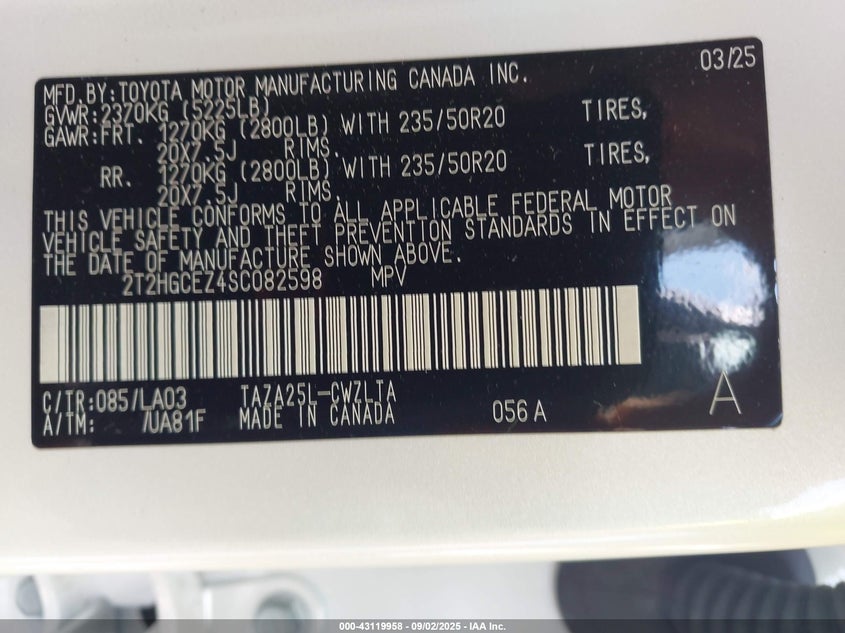 03/25
MFD.BY:TOYOTA MOTOR MANUFACTURING CANADA INC.
GVWR:2370KG (5225LB)
GAWR:FRT. 1270KG (2800LB) WITH 235/50R20 TIRES,
20X7.5J RIMS.
RR. 1270KG (2800LB) WITH 235/50R20 TIRES,
20X7.5J RIMS.
THIS VEHICLE CONFORMS TO ALL APPLICABLE FEDERAL MOTOR
VEHICLE SAFETY AND THEFT PREVENTION STANDARDS IN EFFECT ON
THE DATE OF MANUFACTURE SHOWN ABOVE.
2T2HGCEZ4SC082598 MPV
C/TR:085/LA03 TAZA25L-CWZLTA
A/TM: /UA81F MADE IN CANADA 056A A
000-43119958 - 09/02/2025 - IAA Inc.